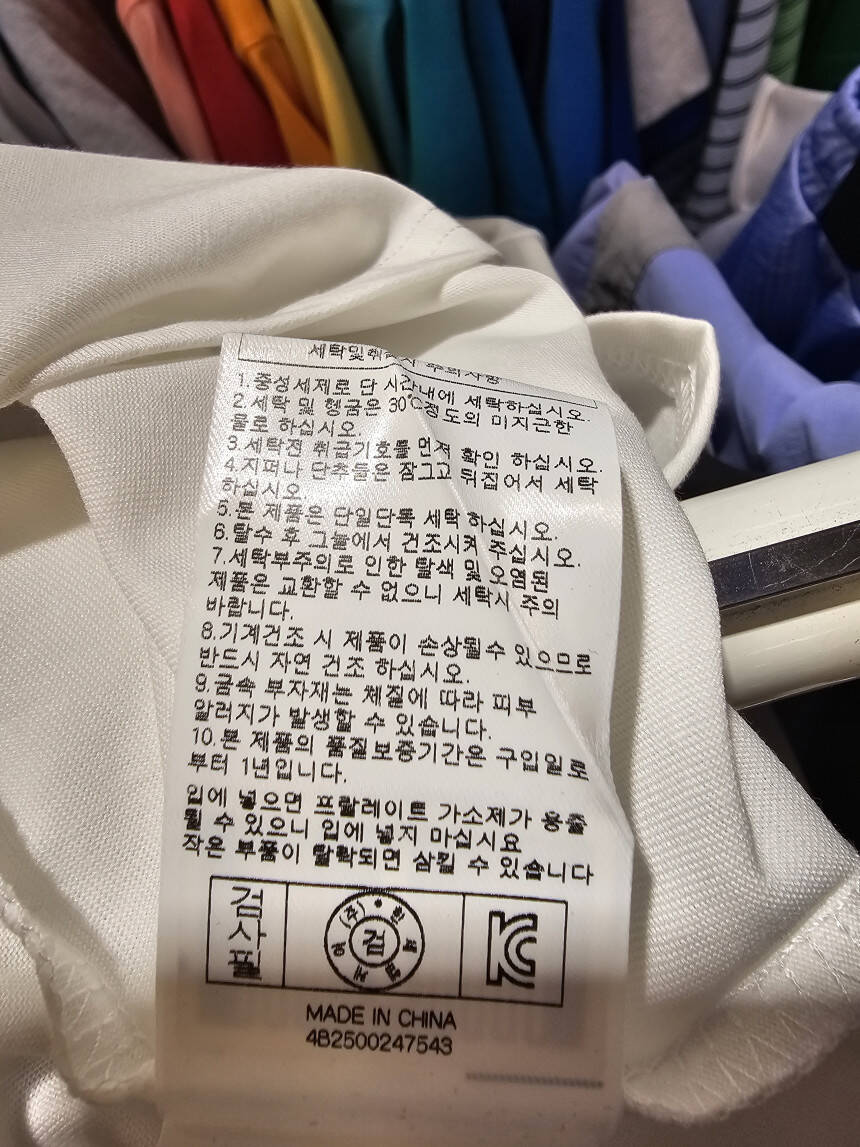 세탁및취급시 주의사항
1.중성세제로 단 시간내에 세탁하십시오.
2.세탁 및 헹굼은 30℃정도의 미지근한
물로 하십시오.
3.세탁전 취급기호를 먼저 확인 하십시오.
4.지퍼나 단추들은 잠그고 뒤집어서 세탁
하십시오.
5.본 제품은 단일단독 세탁 하십시오.
6.탈수 후 그늘에서 건조시켜 주십시오.
7.세탁부주의로 인한 탈색 및 오염된
제품은 교환할 수 없으니 세탁시 주의
바랍니다.
8.기계건조 시 제품이 손상될수 있으므로
반드시 자연 건조 하십시오.
9.금속 부자재는 체질에 따라 피부
알러지가 발생할 수 있습니다.
10.본 제품의 품질보증기간은 구입일로
부터 1년입니다.
입에 넣으면 프탈레이트 가소제가 용출
될 수 있으니 입에 넣지 마십시요
작은 부품이 탈락되면 삼킬 수 있습니다
검사필
(주)
검
KC
MADE IN CHINA
4B2500247543